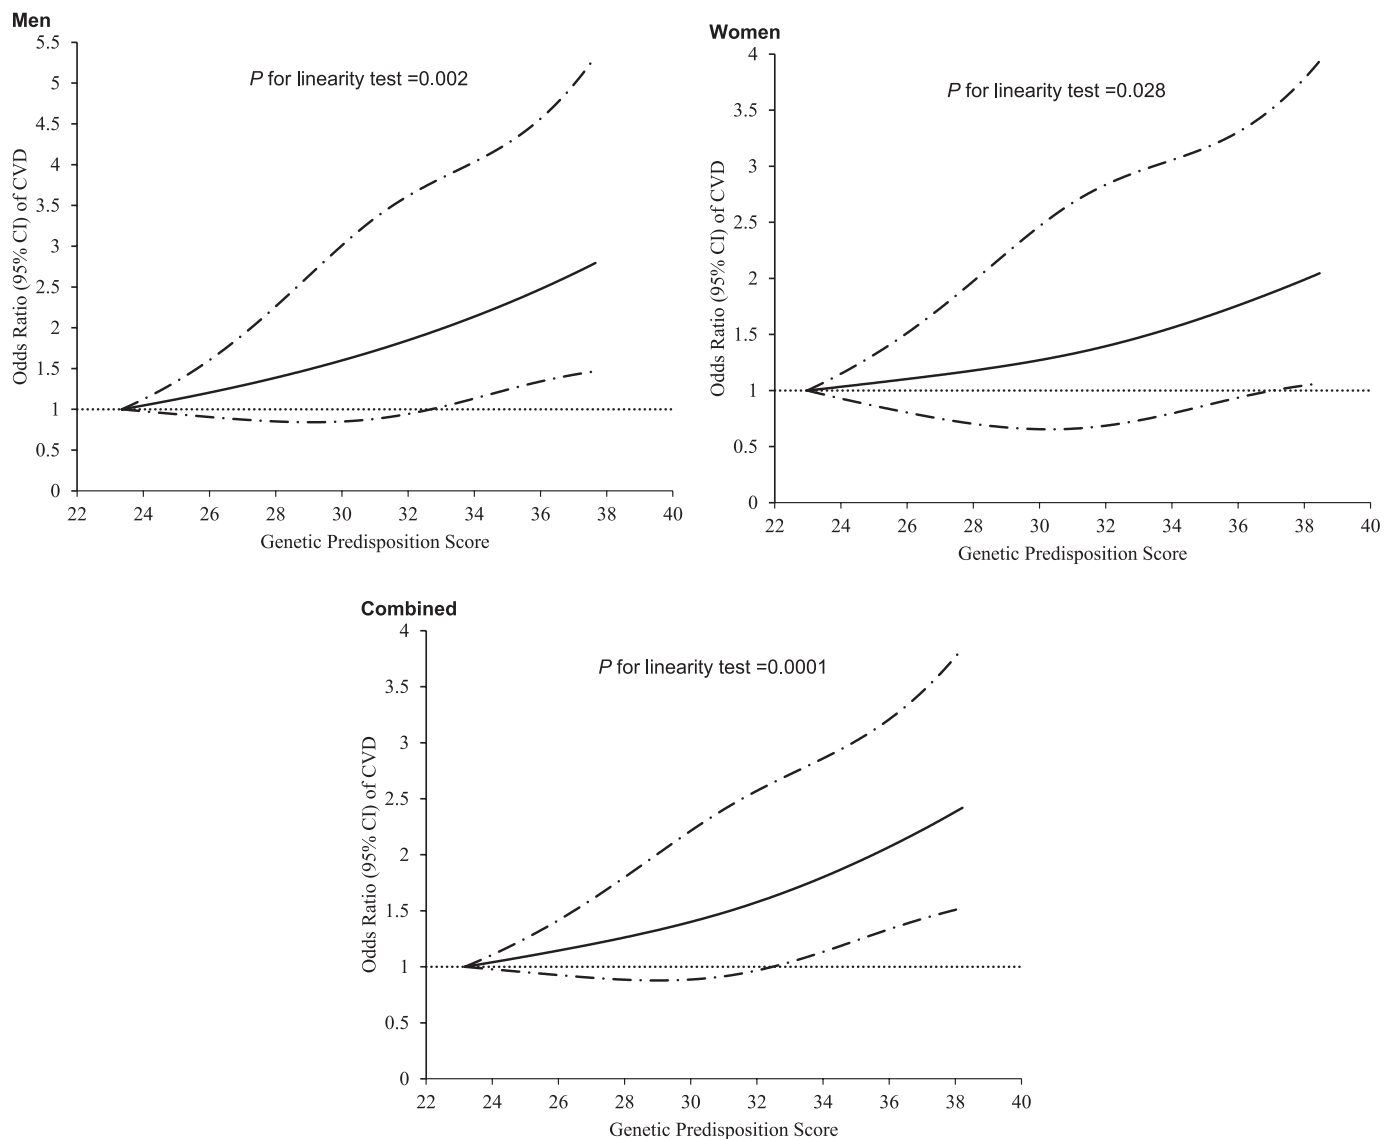 Men
P for linearity test =0.002
Odds Ratio (95% CI) of CVD
5.5
5
4.5
4
3.5
3
2.5
2
1.5
1
0.5
0
22 24 26 28 30 32 34 36 38 40
Genetic Predisposition Score
Women
P for linearity test =0.028
Odds Ratio (95% CI) of CVD
4
3.5
3
2.5
2
1.5
1
0.5
0
22 24 26 28 30 32 34 36 38 40
Genetic Predisposition Score
Combined
P for linearity test =0.0001
Odds Ratio (95% CI) of CVD
4
3.5
3
2.5
2
1.5
1
0.5
0
22 24 26 28 30 32 34 36 38 40
Genetic Predisposition Score